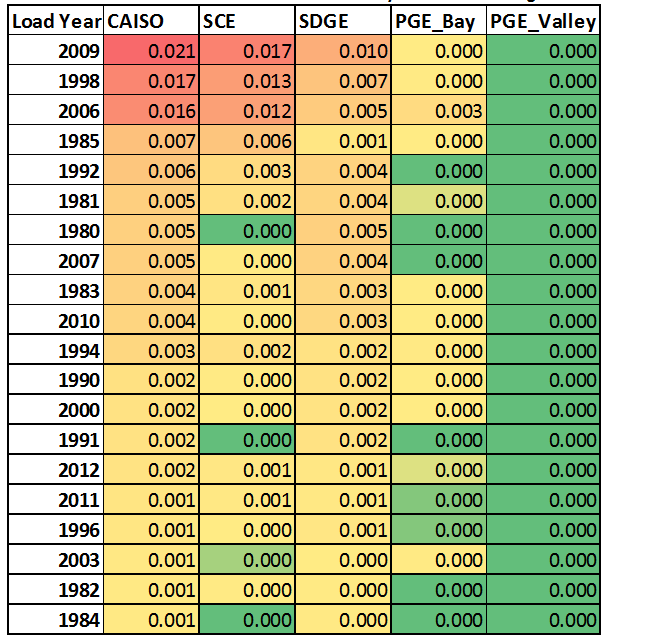 Load Year CAISO SCE SDGE PGE_Bay PGE_Valley
2009 0.021 0.017 0.010 0.000 0.000
1998 0.017 0.013 0.007 0.000 0.000
2006 0.016 0.012 0.005 0.003 0.000
1985 0.007 0.006 0.001 0.000 0.000
1992 0.006 0.003 0.004 0.000 0.000
1981 0.005 0.002 0.004 0.000 0.000
1980 0.005 0.000 0.005 0.000 0.000
2007 0.005 0.000 0.004 0.000 0.000
1983 0.004 0.001 0.003 0.000 0.000
2010 0.004 0.000 0.003 0.000 0.000
1994 0.003 0.002 0.002 0.000 0.000
1990 0.002 0.000 0.002 0.000 0.000
2000 0.002 0.000 0.002 0.000 0.000
1991 0.002 0.000 0.002 0.000 0.000
2012 0.002 0.001 0.001 0.000 0.000
2011 0.001 0.001 0.001 0.000 0.000
1996 0.001 0.000 0.001 0.000 0.000
2003 0.001 0.000 0.000 0.000 0.000
1982 0.001 0.000 0.000 0.000 0.000
1984 0.001 0.000 0.000 0.000 0.000